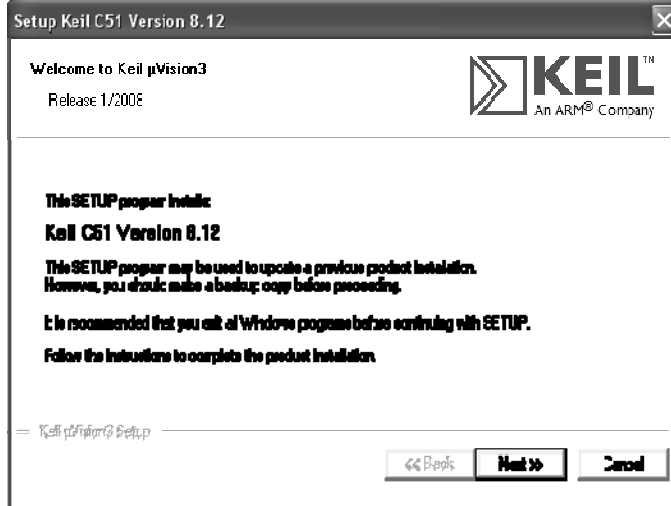 Setup Keil C51 Version 8.12
Welcome to Keil µVision3
Release 1/2008
KEIL™
An ARM® Company
This SETUP program installs:
Keil C51 Version 8.12
This SETUP program may be used to update a previous product installation.
However, you should make a backup copy before proceeding.
It is recommended that you exit all Windows programs before continuing with SETUP.
Follow the instructions to complete the product installation.
Keil µVision3 Setup
<< Back
Next >>
Cancel